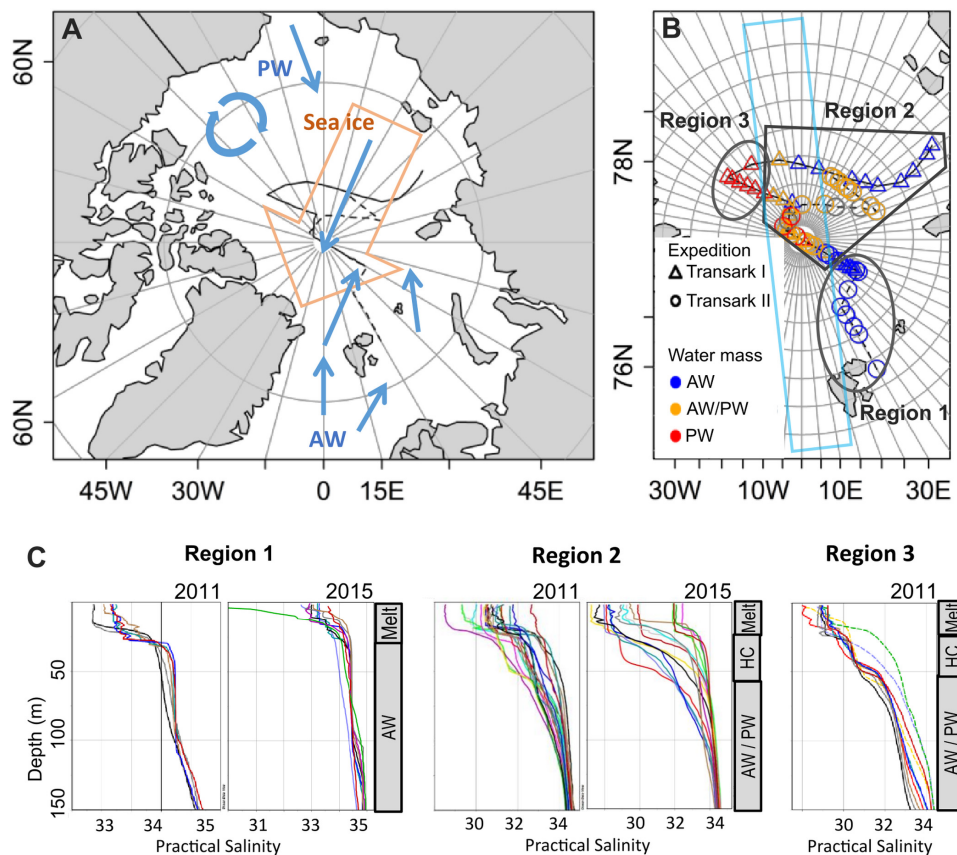 A
60N
PW
Sea ice
AW
60N
45W 30W 0 15E 45E
B
Region 2
Region 3
78N
Expedition
Transark I
Transark II
Water mass
AW
AW/PW
PW
76N
Region 1
30W 10W 10E 30E
C
Region 1
2011 2015
Melt
AW
50
100
150
Depth (m)
33 34 35 31 33 35
Practical Salinity
Region 2
2011 2015
Melt
HC
AW / PW
30 32 34 30 32 34
Practical Salinity
Region 3
2011
Melt
HC
AW / PW
30 32 34
Practical Salinity